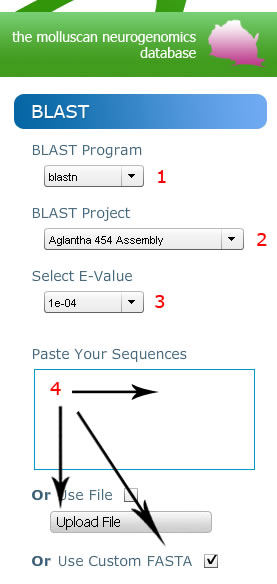 the molluscan neurogenomics
database
BLAST
BLAST Program
blastn 1
BLAST Project
Aglantha 454 Assembly 2
Select E-Value
1e-04 3
Paste Your Sequences
4
Or Use File
Upload File
Or Use Custom FASTA